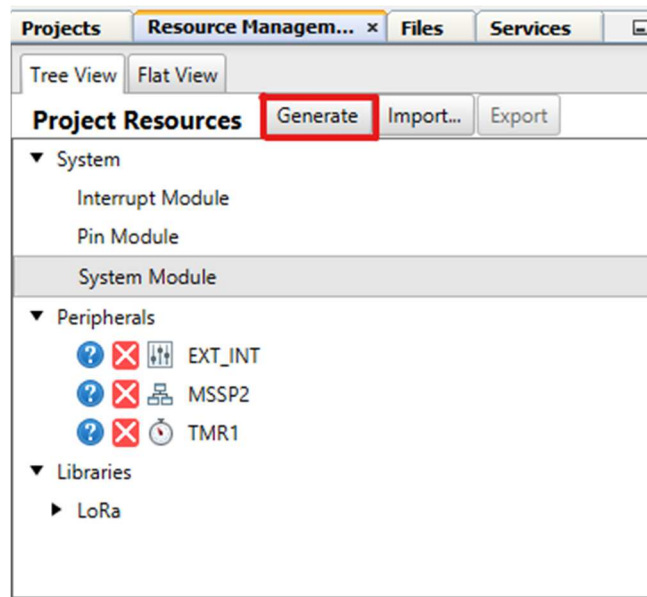 Projects Resource Managem... × Files Services
Tree View Flat View
Project Resources Generate Import... Export
System
Interrupt Module
Pin Module
System Module
Peripherals
EXT_INT
MSSP2
TMR1
Libraries
LoRa